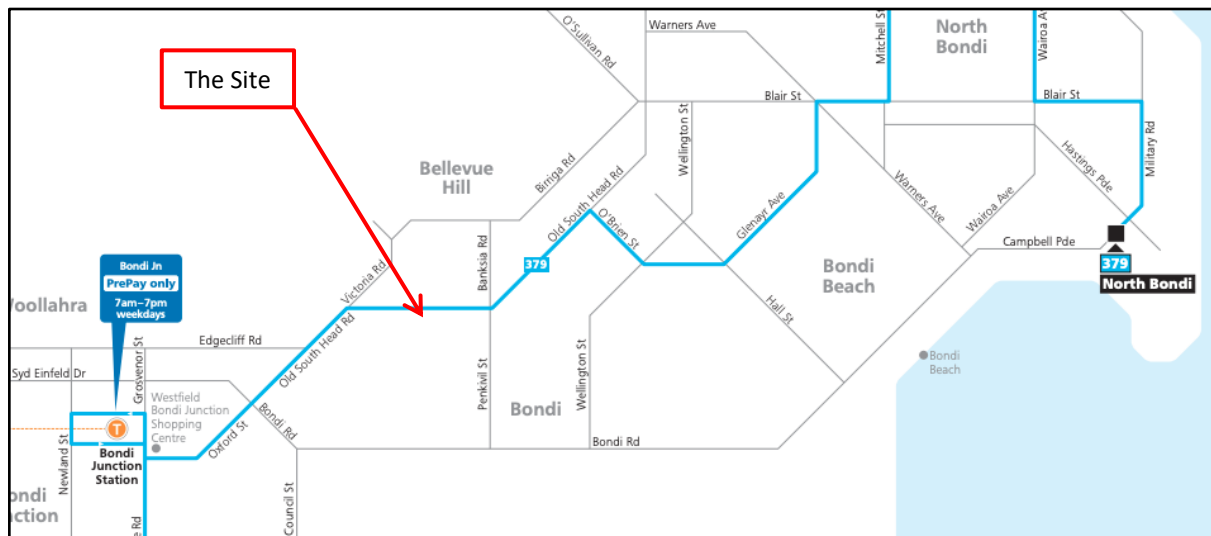 O'Sullivan Rd
Warners Ave
Mitchell St
North
Bondi
Wairoa A
The Site
Blair St
Blair St
Wellington St
Military Rd
Hastings Pde
Bellevue
Hill
Birriga Rd
Old South Head Rd
O'Brien St
Glenayr Ave
Warners Ave
Wairoa Ave
Campbell Pde
379
North Bondi
Banksia Rd
379
Victoria Rd
Bondi
Beach
Hall St
Bondi Jn
PrePay only
7am–7pm
weekdays
oollahra
Edgecliff Rd
Old South Head Rd
Syd Einfeld Dr
Grosvenor St
Westfield
Bondi Junction
Shopping
Centre
T
Bondi
Junction
Station
Newland St
Oxford St
Bondi Rd
Penkivil St
Bondi
Wellington St
Bondi Rd
Bondi
Beach
Council St
ondi
ction
e Rd